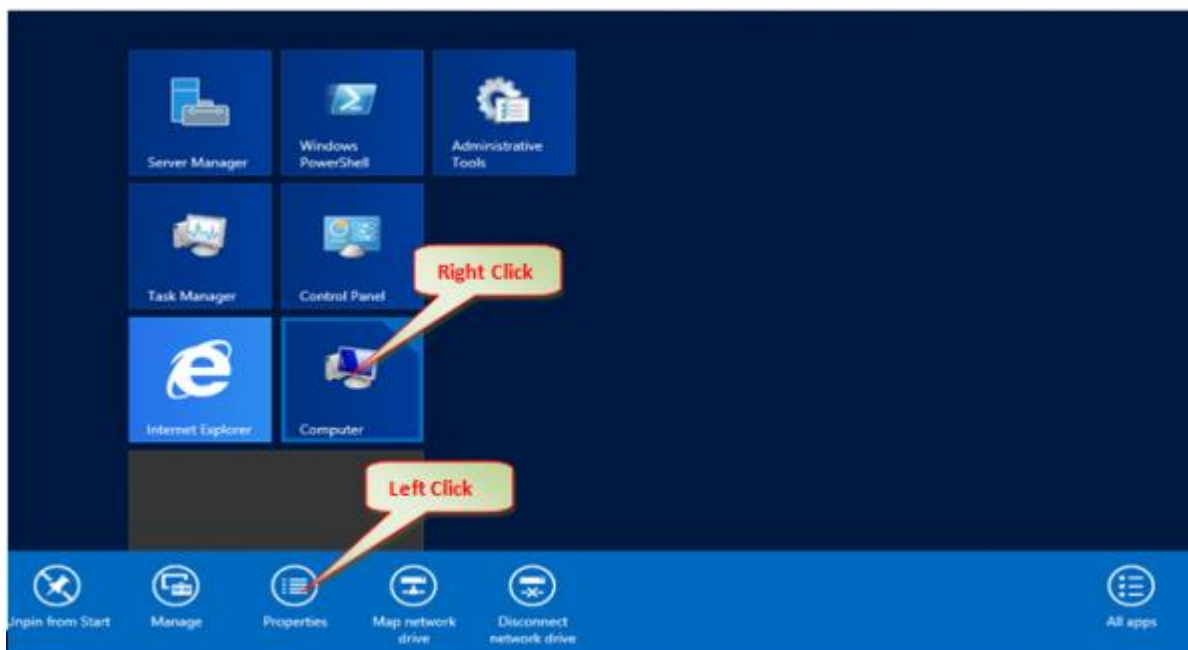 Server Manager
Windows
PowerShell
Administrative
Tools
Task Manager
Control Panel
Right Click
Internet Explorer
Computer
Left Click
Unpin from Start
Manage
Properties
Map network
drive
Disconnect
network drive
All apps